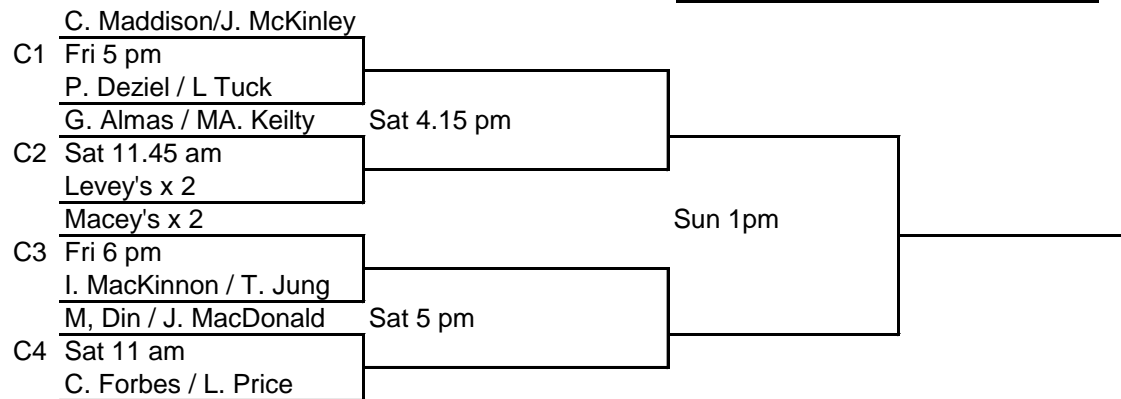 C. Maddison/J. McKinley
C1 Fri 5 pm
P. Deziel / L Tuck
G. Almas / MA. Keilty Sat 4.15 pm
C2 Sat 11.45 am
Levey's x 2
Macey's x 2 Sun 1pm
C3 Fri 6 pm
I. MacKinnon / T. Jung
M, Din / J. MacDonald Sat 5 pm
C4 Sat 11 am
C. Forbes / L. Price